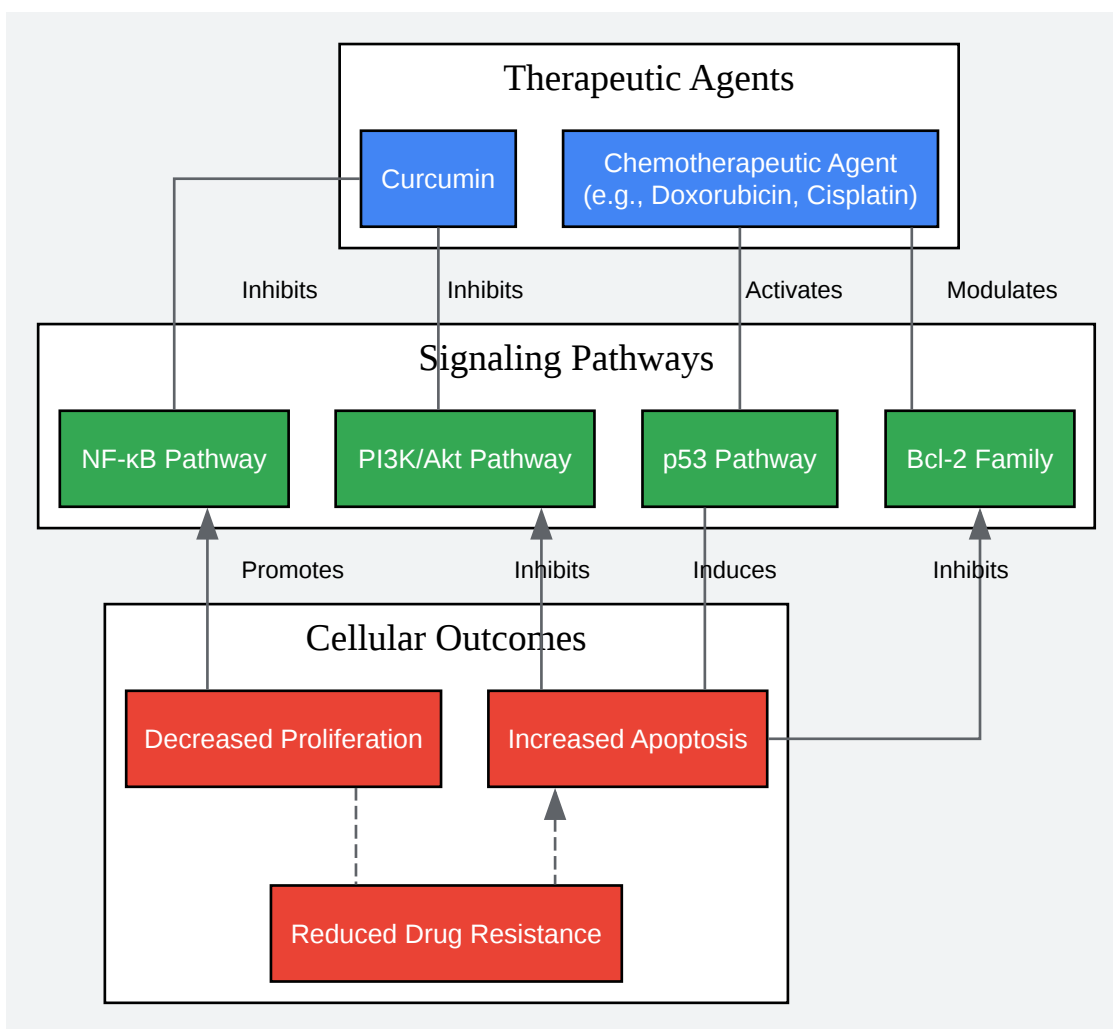 Therapeutic Agents
Curcumin
Chemotherapeutic Agent
(e.g., Doxorubicin, Cisplatin)
Inhibits
Inhibits
Activates
Modulates
Signaling Pathways
NF-κB Pathway
PI3K/Akt Pathway
p53 Pathway
Bcl-2 Family
Promotes
Inhibits
Induces
Inhibits
Cellular Outcomes
Decreased Proliferation
Increased Apoptosis
Reduced Drug Resistance